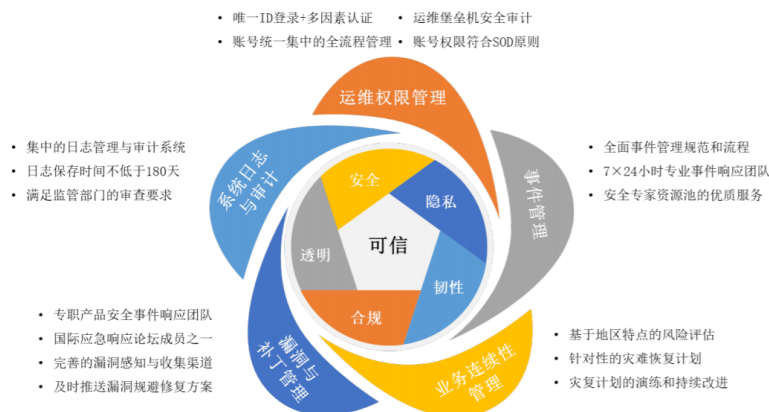 • 唯一ID登录+多因素认证 • 运维堡垒机安全审计
• 账号统一集中的全流程管理 • 账号权限符合SOD原则
运维权限管理
• 集中的日志管理与审计系统
• 日志保存时间不低于180天
• 满足监管部门的审查要求
系统日志
与审计
• 全面事件管理规范和流程
• 7×24小时专业事件响应团队
• 安全专家资源池的优质服务
事件管理
安全
隐私
透明
可信
韧性
合规
• 专职产品安全事件响应团队
• 国际应急响应论坛成员之一
• 完善的漏洞感知与收集渠道
• 及时推送漏洞规避修复方案
漏洞与
补丁管理
业务连续性
管理
• 基于地区特点的风险评估
• 针对性的灾难恢复计划
• 灾复计划的演练和持续改进